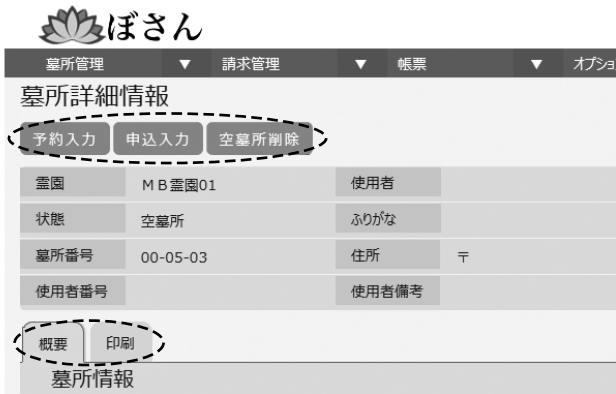 ぼさん
墓所管理 ▼ 請求管理 ▼ 帳票 ▼ オプショ
墓所詳細情報
予約入力 申込入力 空墓所削除
霊園 ＭＢ霊園01 使用者
状態 空墓所 ふりがな
墓所番号 00-05-03 住所 〒
使用者番号 使用者備考
概要 印刷
墓所情報